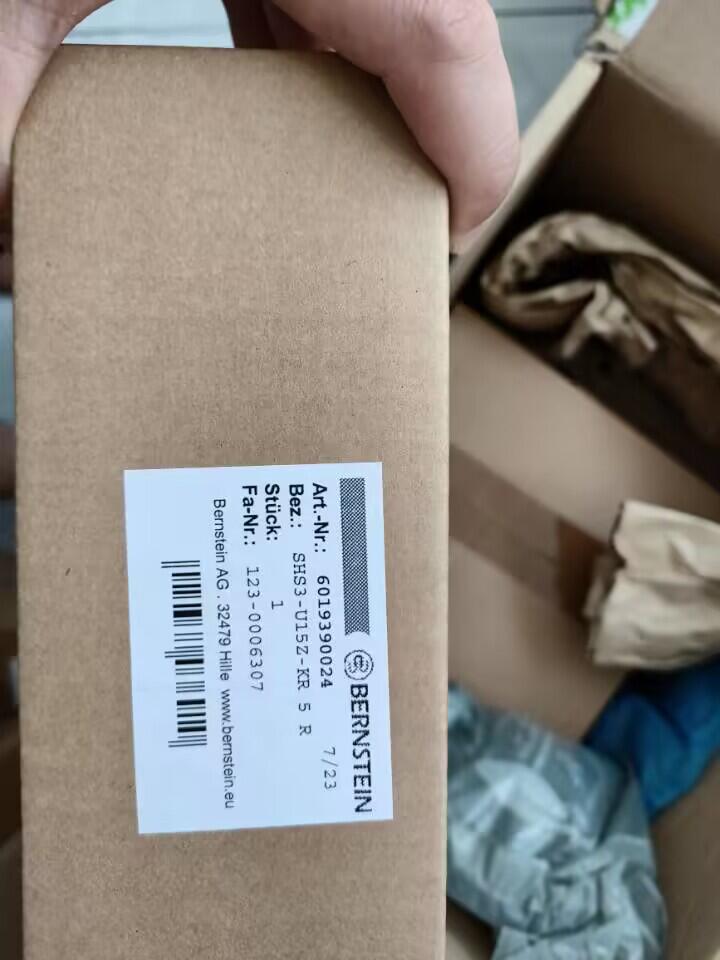 BERNSTEIN
Art.-Nr.: 6019390024 7/23
Bez.: SHS3-U15Z-KR 5 R
Stück: 1
Fa-Nr.: 123-0006307
Bernstein AG . 32479 Hille www.bernstein.eu